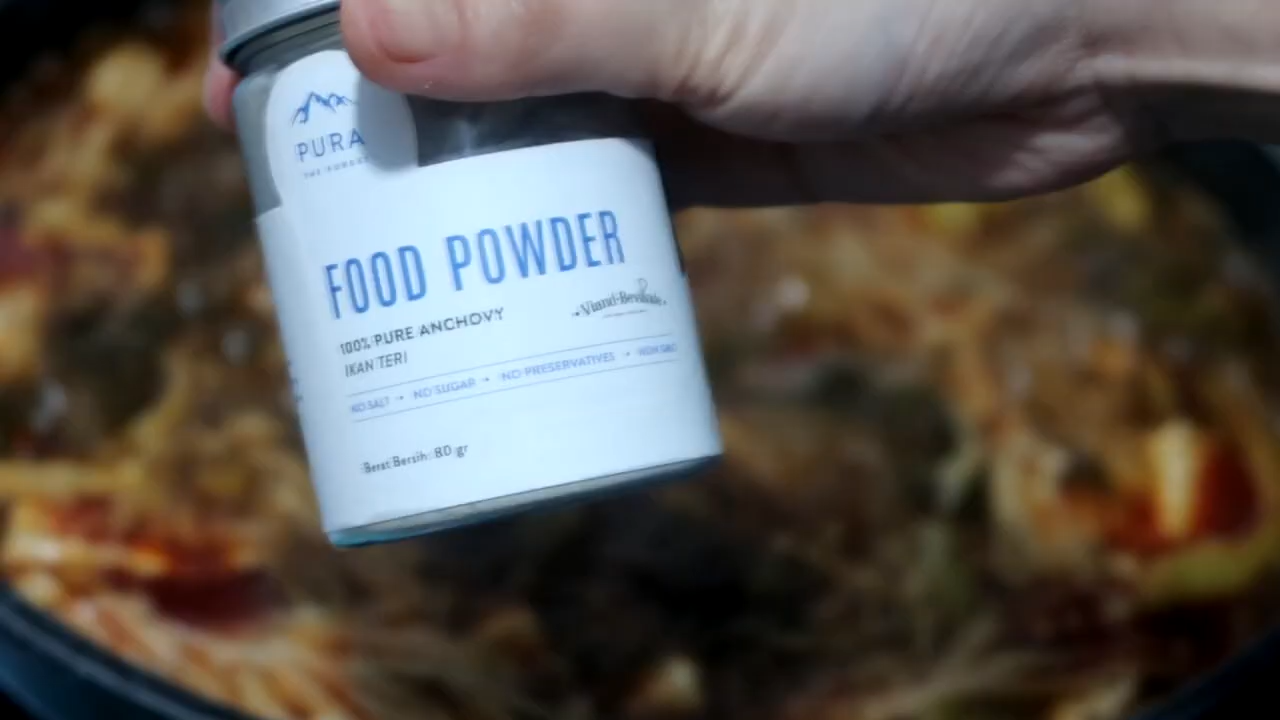 PURA
FOOD POWDER
100% PURE ANCHOVY
IKAN TERI
NO SALT • NO SUGAR • NO PRESERVATIVES •
Berat Bersih: 80 gr